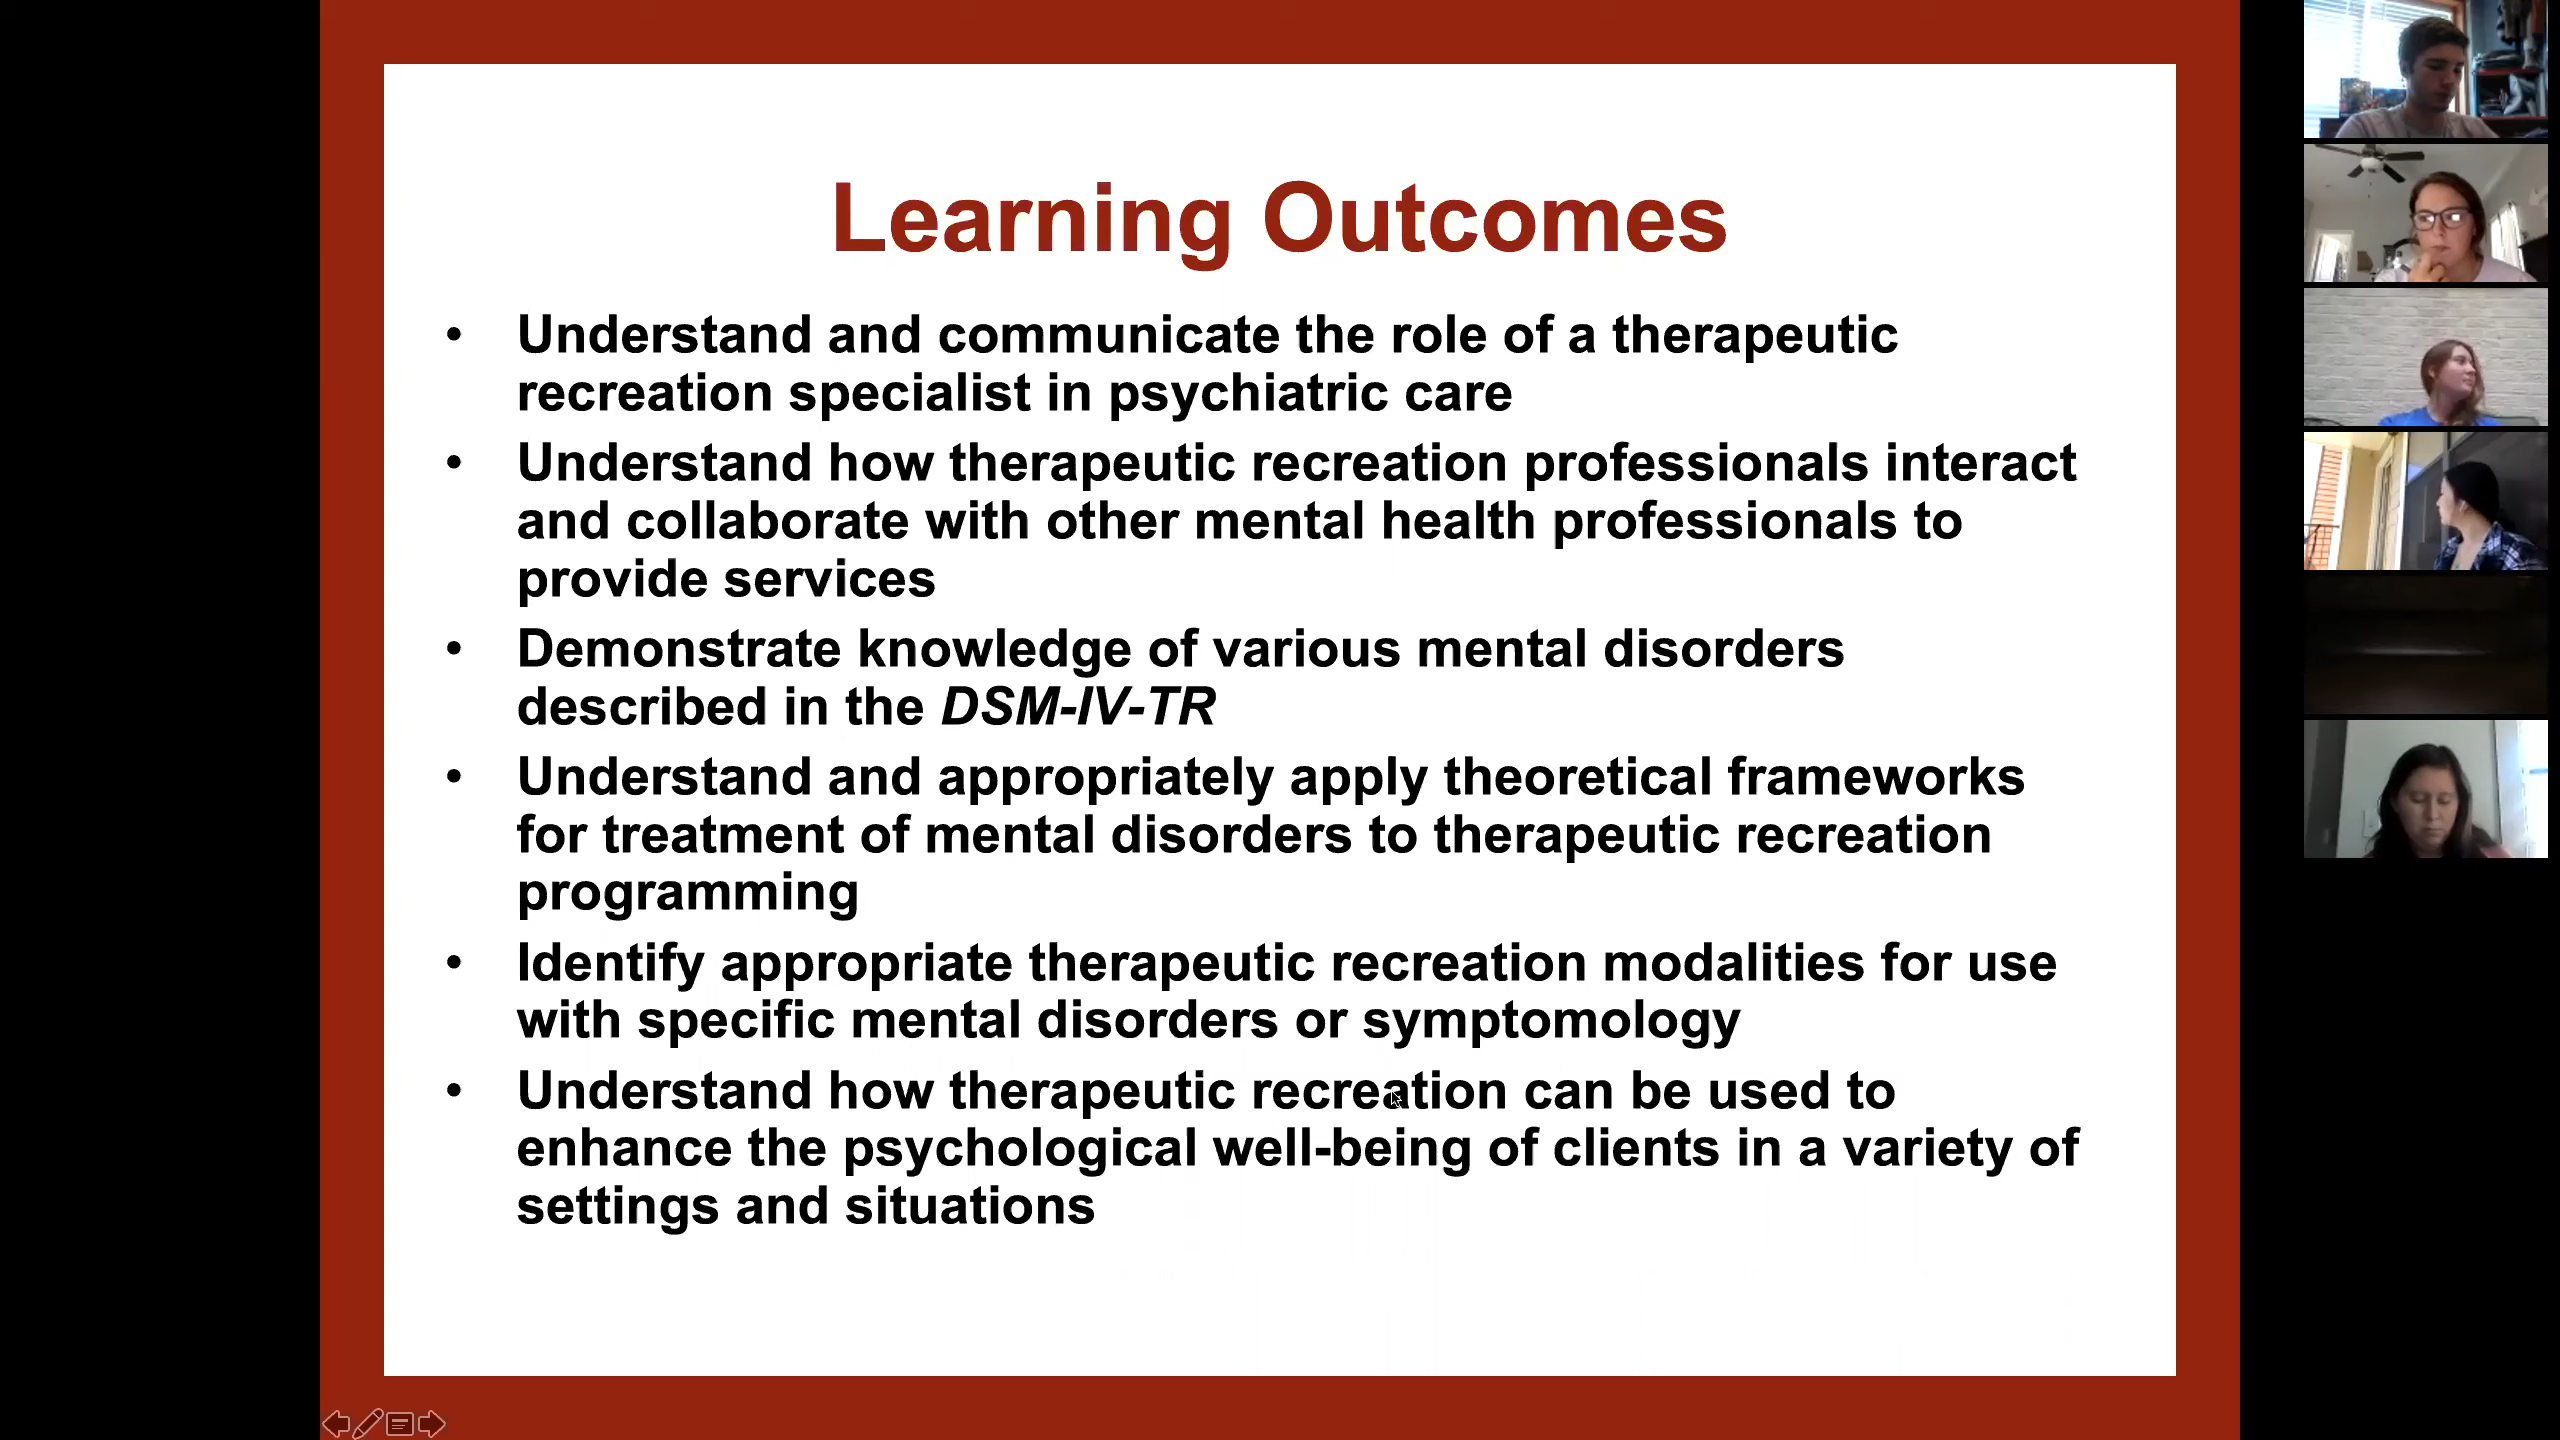 Learning Outcomes
• Understand and communicate the role of a therapeutic
recreation specialist in psychiatric care
• Understand how therapeutic recreation professionals interact
and collaborate with other mental health professionals to
provide services
• Demonstrate knowledge of various mental disorders
described in the DSM-IV-TR
• Understand and appropriately apply theoretical frameworks
for treatment of mental disorders to therapeutic recreation
programming
• Identify appropriate therapeutic recreation modalities for use
with specific mental disorders or symptomology
• Understand how therapeutic recreation can be used to
enhance the psychological well-being of clients in a variety of
settings and situations